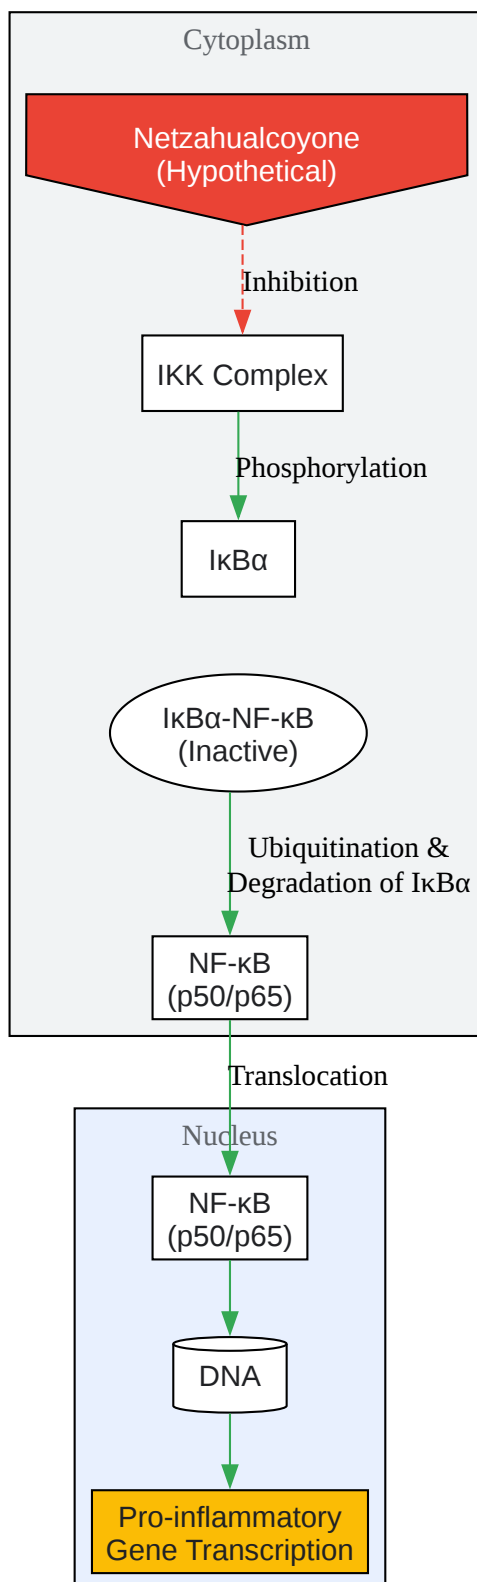 Cytoplasm
Netzahualcoyone
(Hypothetical)
Inhibition
IKK Complex
Phosphorylation
IκBα
IκBα-NF-κB
(Inactive)
Ubiquitination &
Degradation of IκBα
NF-κB
(p50/p65)
Translocation
Nucleus
NF-κB
(p50/p65)
DNA
Pro-inflammatory
Gene Transcription